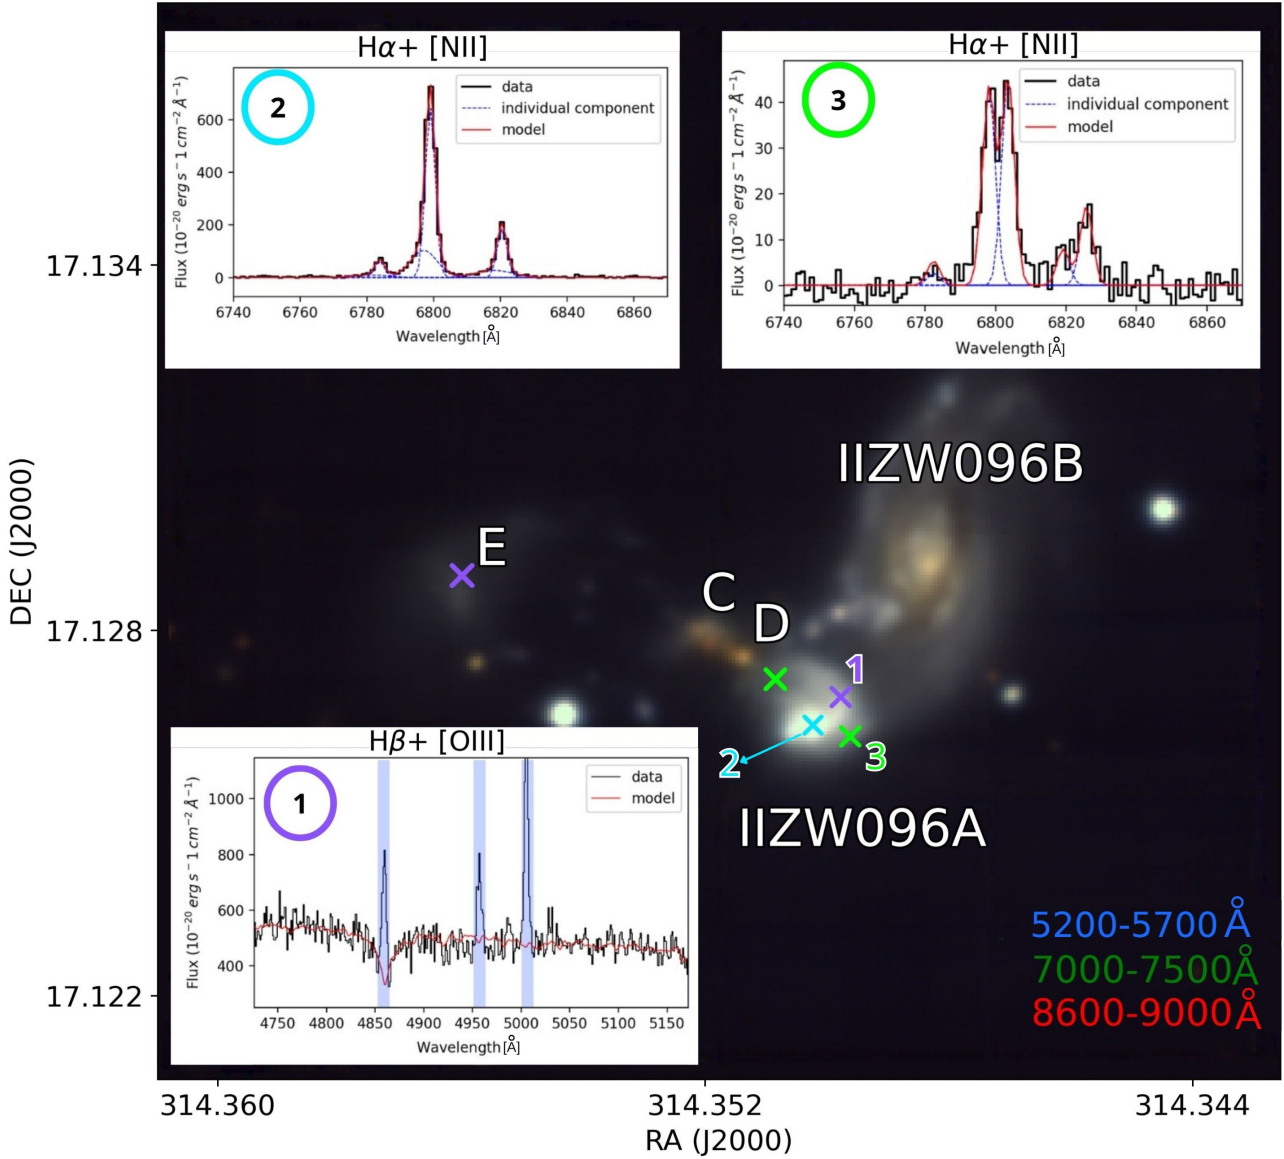 Hα+ [NII]
2
data
individual component
model
600
400
200
0
Flux (10⁻²⁰ erg s⁻1 cm⁻² Å⁻¹)
6740 6760 6780 6800 6820 6840 6860
Wavelength [Å]
Hα+ [NII]
3
data
individual component
model
40
30
20
10
0
Flux (10⁻²⁰ erg s⁻1 cm⁻² Å⁻¹)
6740 6760 6780 6800 6820 6840 6860
Wavelength [Å]
17.134
17.128
17.122
DEC (J2000)
IIZW096B
E
C
D
1
2
3
IIZW096A
Hβ+ [OIII]
1
data
model
1000
800
600
400
Flux (10⁻²⁰ erg s⁻1 cm⁻² Å⁻¹)
4750 4800 4850 4900 4950 5000 5050 5100 5150
Wavelength [Å]
5200-5700 Å
7000-7500Å
8600-9000Å
314.360 314.352 314.344
RA (J2000)